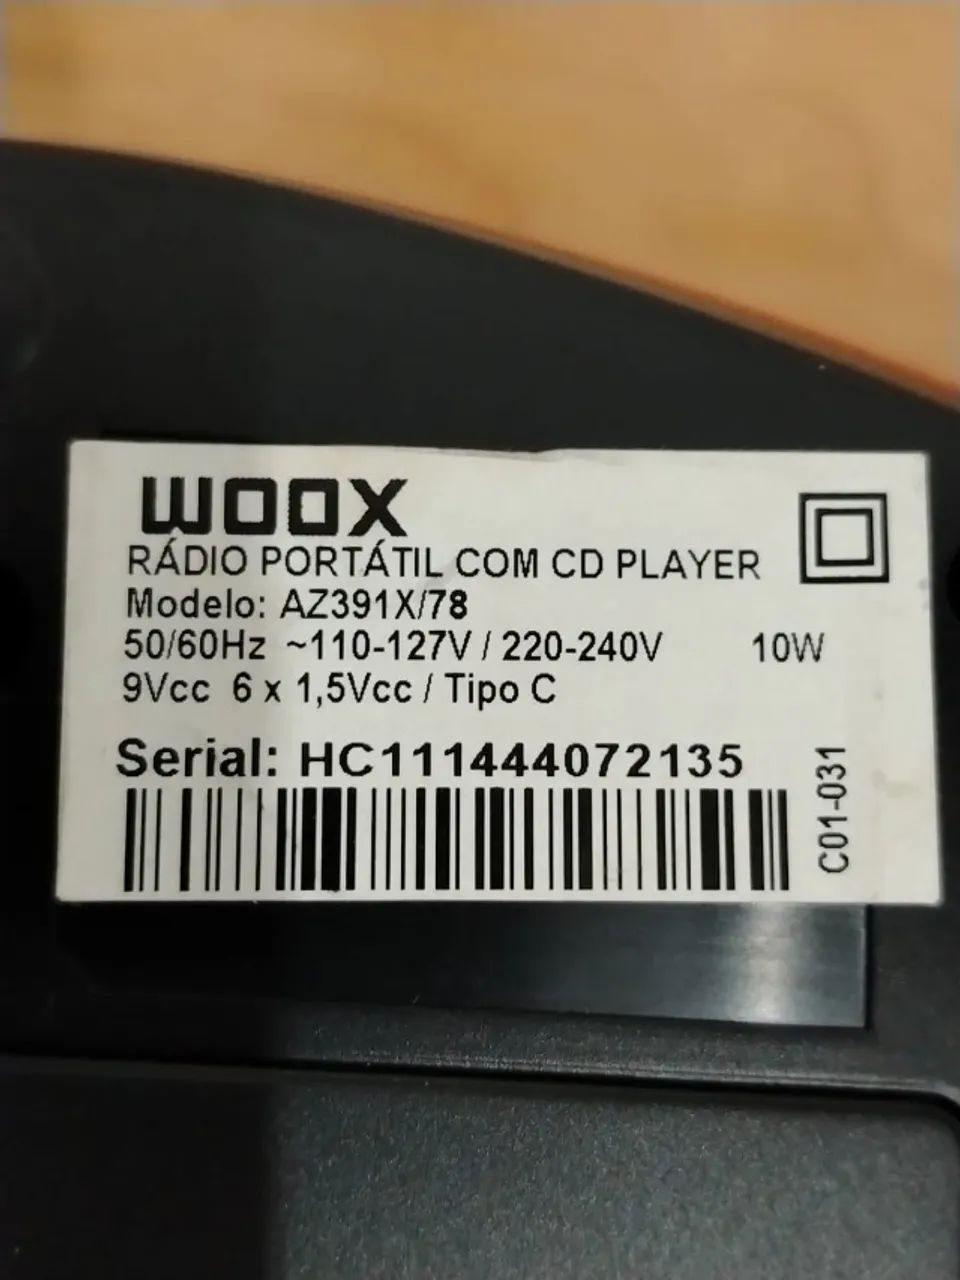 WOOX
RÁDIO PORTÁTIL COM CD PLAYER
Modelo: AZ391X/78
50/60Hz ~110-127V / 220-240V 10W
9Vcc 6 x 1,5Vcc / Tipo C
Serial: HC111444072135
C01-031